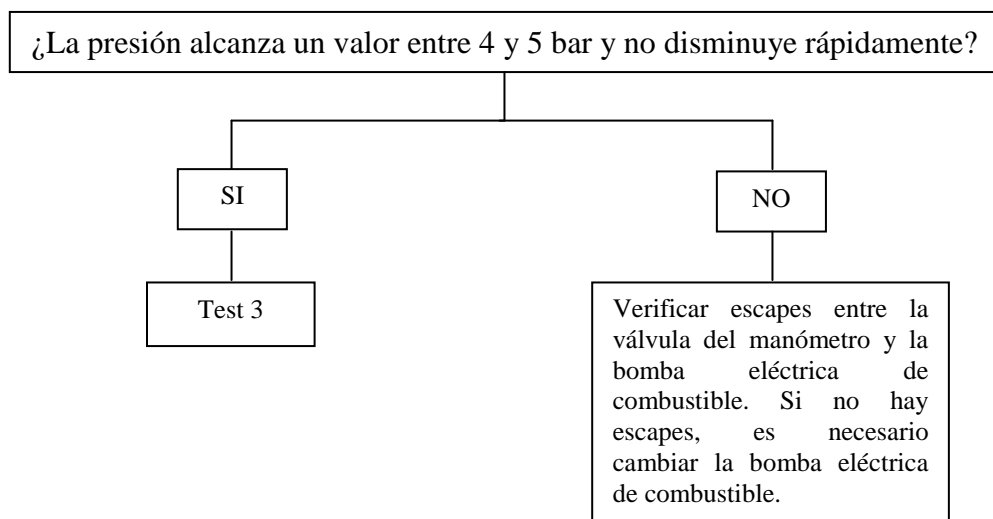 ¿La presión alcanza un valor entre 4 y 5 bar y no disminuye rápidamente?
SI
NO
Test 3
Verificar escapes entre la
válvula del manómetro y la
bomba eléctrica de
combustible. Si no hay
escapes, es necesario
cambiar la bomba eléctrica
de combustible.